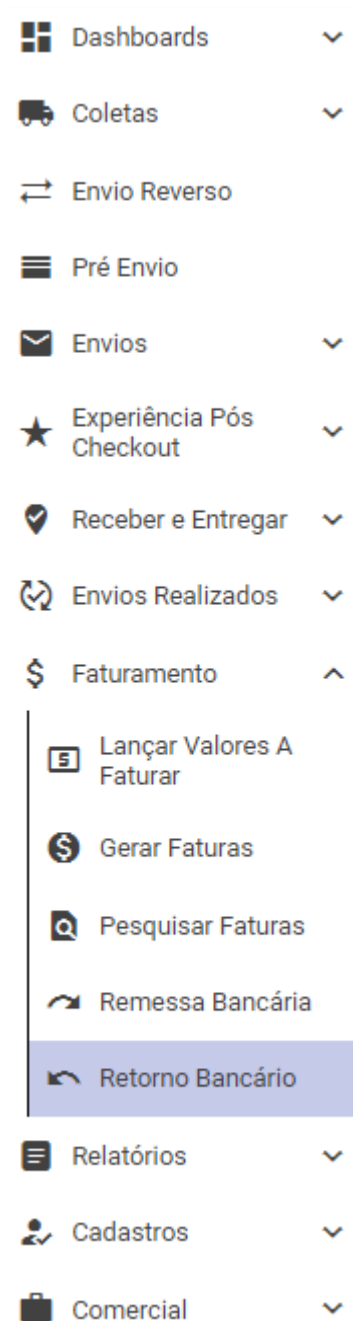 Dashboards
Coletas
Envio Reverso
Pré Envio
Envios
Experiência Pós
Checkout
Receber e Entregar
Envios Realizados
Faturamento
Lançar Valores A
Faturar
Gerar Faturas
Pesquisar Faturas
Remessa Bancária
Retorno Bancário
Relatórios
Cadastros
Comercial